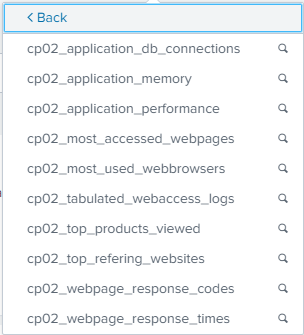 Back
cp02_application_db_connections
cp02_application_memory
cp02_application_performance
cp02_most_accessed_webpages
cp02_most_used_webbrowsers
cp02_tabulated_webaccess_logs
cp02_top_products_viewed
cp02_top_refering_websites
cp02_webpage_response_codes
cp02_webpage_response_times